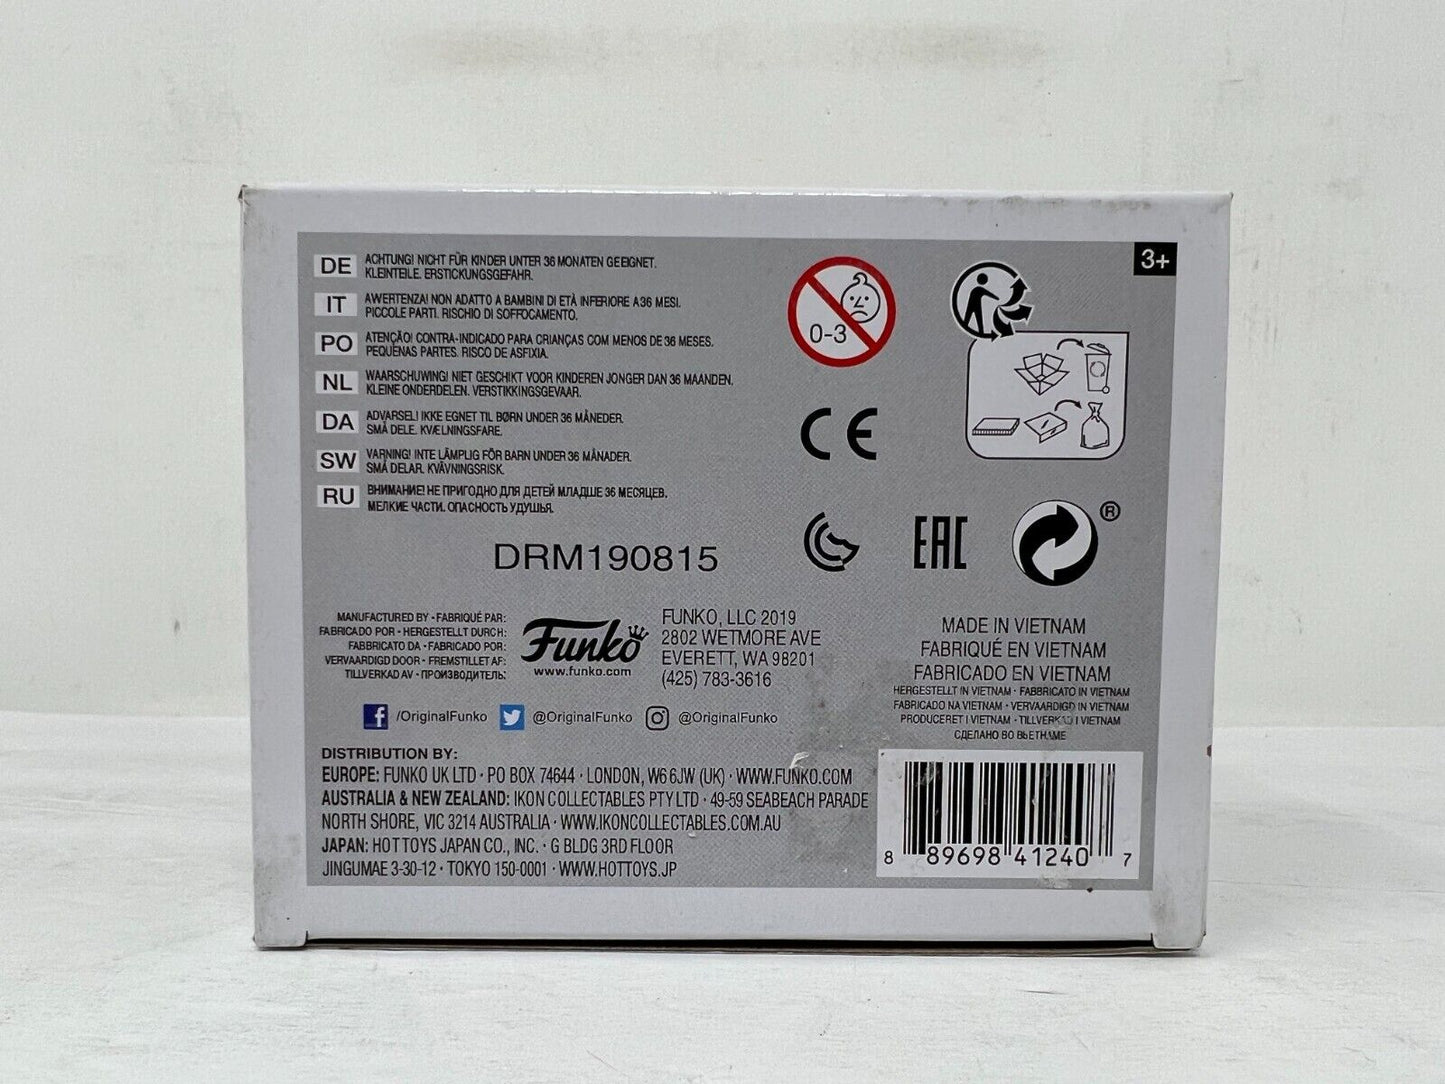 DE ACHTUNG! NICHT FÜR KINDER UNTER 36 MONATEN GEEIGNET.
KLEINTEILE. ERSTICKUNGSGEFAHR.
IT AWERTENZA! NON ADATTO A BAMBINI DI ETÀ INFERIORE A 36 MESI.
PICCOLE PARTI. RISCHIO DI SOFFOCAMENTO.
PO ATENÇÃO! CONTRA-INDICADO PARA CRIANÇAS COM MENOS DE 36 MESES.
PEQUENAS PARTES. RISCO DE ASFIXIA.
NL WAARSCHUWING! NIET GESCHIKT VOOR KINDEREN JONGER DAN 36 MAANDEN.
KLEINE ONDERDELEN. VERSTIKKINGSGEVAAR.
DA ADVARSEL! IKKE EGNET TIL BØRN UNDER 36 MÅNEDER.
SMÅ DELE. KVÆLNINGSFARE.
SW VARNING! INTE LÄMPLIG FÖR BARN UNDER 36 MÅNADER.
SMÅ DELAR. KVÄVNINGSRISK.
RU ВНИМАНИЕ! НЕ ПРИГОДНО ДЛЯ ДЕТЕЙ МЛАДШЕ 36 МЕСЯЦЕВ.
МЕЛКИЕ ЧАСТИ. ОПАСНОСТЬ УДУШЬЯ.
0-3
3+
CE
EAC
®
DRM190815
MANUFACTURED BY • FABRIQUÉ PAR:
FABRICADO POR • HERGESTELLT DURCH:
FABBRICATO DA • FABRICADO POR:
VERVAARDIGD DOOR • FREMSTILLET AF:
TILLVERKAD AV • ПРОИЗВОДИТЕЛЬ:
Funko
www.funko.com
FUNKO, LLC 2019
2802 WETMORE AVE
EVERETT, WA 98201
(425) 783-3616
MADE IN VIETNAM
FABRIQUÉ EN VIETNAM
FABRICADO EN VIETNAM
HERGESTELLT IN VIETNAM • FABBRICATO IN VIETNAM
FABRICADO NA VIETNAM • VERVAARDIGD IN VIETNAM
PRODUCERET I VIETNAM • TILLVERKAD I VIETNAM
СДЕЛАНО ВО ВЬЕТНАМЕ
/OriginalFunko @OriginalFunko @OriginalFunko
DISTRIBUTION BY:
EUROPE: FUNKO UK LTD • PO BOX 74644 • LONDON, W6 6JW (UK) • WWW.FUNKO.COM
AUSTRALIA & NEW ZEALAND: IKON COLLECTABLES PTY LTD • 49-59 SEABEACH PARADE
NORTH SHORE, VIC 3214 AUSTRALIA • WWW.IKONCOLLECTABLES.COM.AU
JAPAN: HOT TOYS JAPAN CO., INC. • G BLDG 3RD FLOOR
JINGUMAE 3-30-12 • TOKYO 150-0001 • WWW.HOTTOYS.JP
8 89698 41240 7